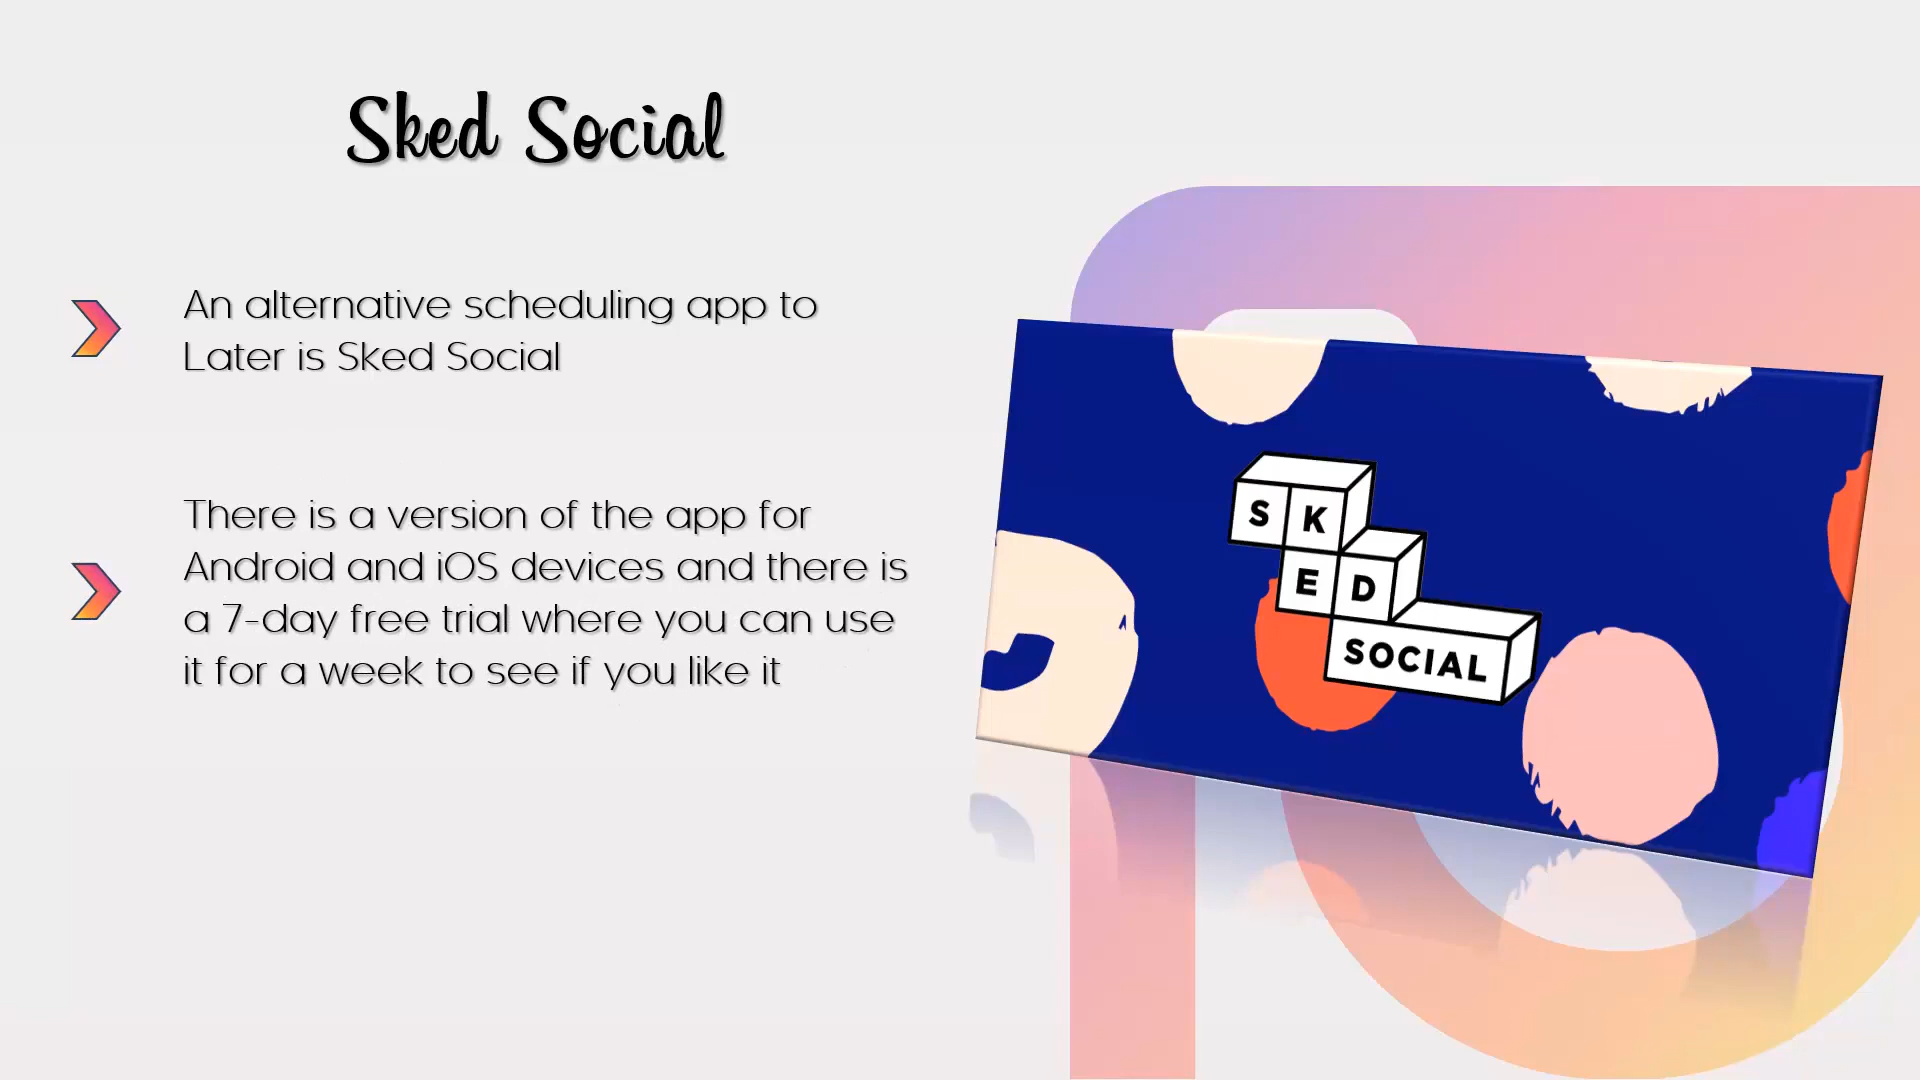 Sked Social
An alternative scheduling app to
Later is Sked Social
There is a version of the app for
Android and iOS devices and there is
a 7-day free trial where you can use
it for a week to see if you like it
SK
ED
SOCIAL